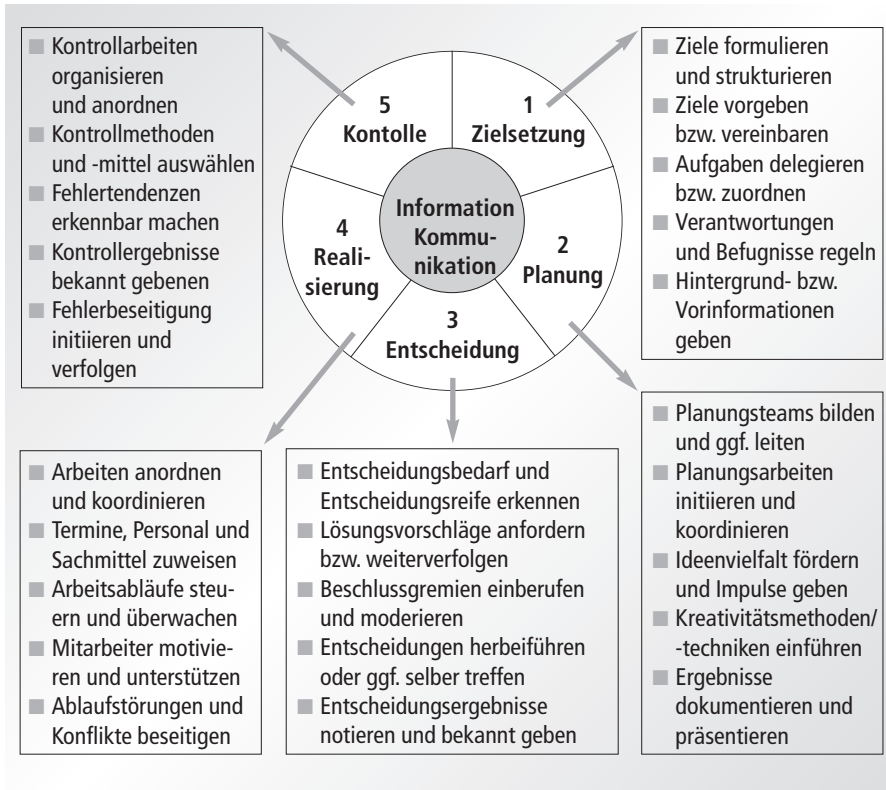 ■ Kontrollarbeiten
organisieren
und anordnen
■ Kontrollmethoden
und -mittel auswählen
■ Fehlertendenzen
erkennbar machen
■ Kontrollergebnisse
bekannt gebenen
■ Fehlerbeseitigung
initiieren und
verfolgen
5
Kontolle
1
Zielsetzung
2
Planung
3
Entscheidung
4
Reali-
sierung
Information
Kommu-
nikation
■ Ziele formulieren
und strukturieren
■ Ziele vorgeben
bzw. vereinbaren
■ Aufgaben delegieren
bzw. zuordnen
■ Verantwortungen
und Befugnisse regeln
■ Hintergrund- bzw.
Vorinformationen
geben
■ Arbeiten anordnen
und koordinieren
■ Termine, Personal und
Sachmittel zuweisen
■ Arbeitsabläufe steu-
ern und überwachen
■ Mitarbeiter motivie-
ren und unterstützen
■ Ablaufstörungen und
Konflikte beseitigen
■ Entscheidungsbedarf und
Entscheidungsreife erkennen
■ Lösungsvorschläge anfordern
bzw. weiterverfolgen
■ Beschlussgremien einberufen
und moderieren
■ Entscheidungen herbeiführen
oder ggf. selber treffen
■ Entscheidungsergebnisse
notieren und bekannt geben
■ Planungsteams bilden
und ggf. leiten
■ Planungsarbeiten
initiieren und
koordinieren
■ Ideenvielfalt fördern
und Impulse geben
■ Kreativitätsmethoden/
-techniken einführen
■ Ergebnisse
dokumentieren und
präsentieren